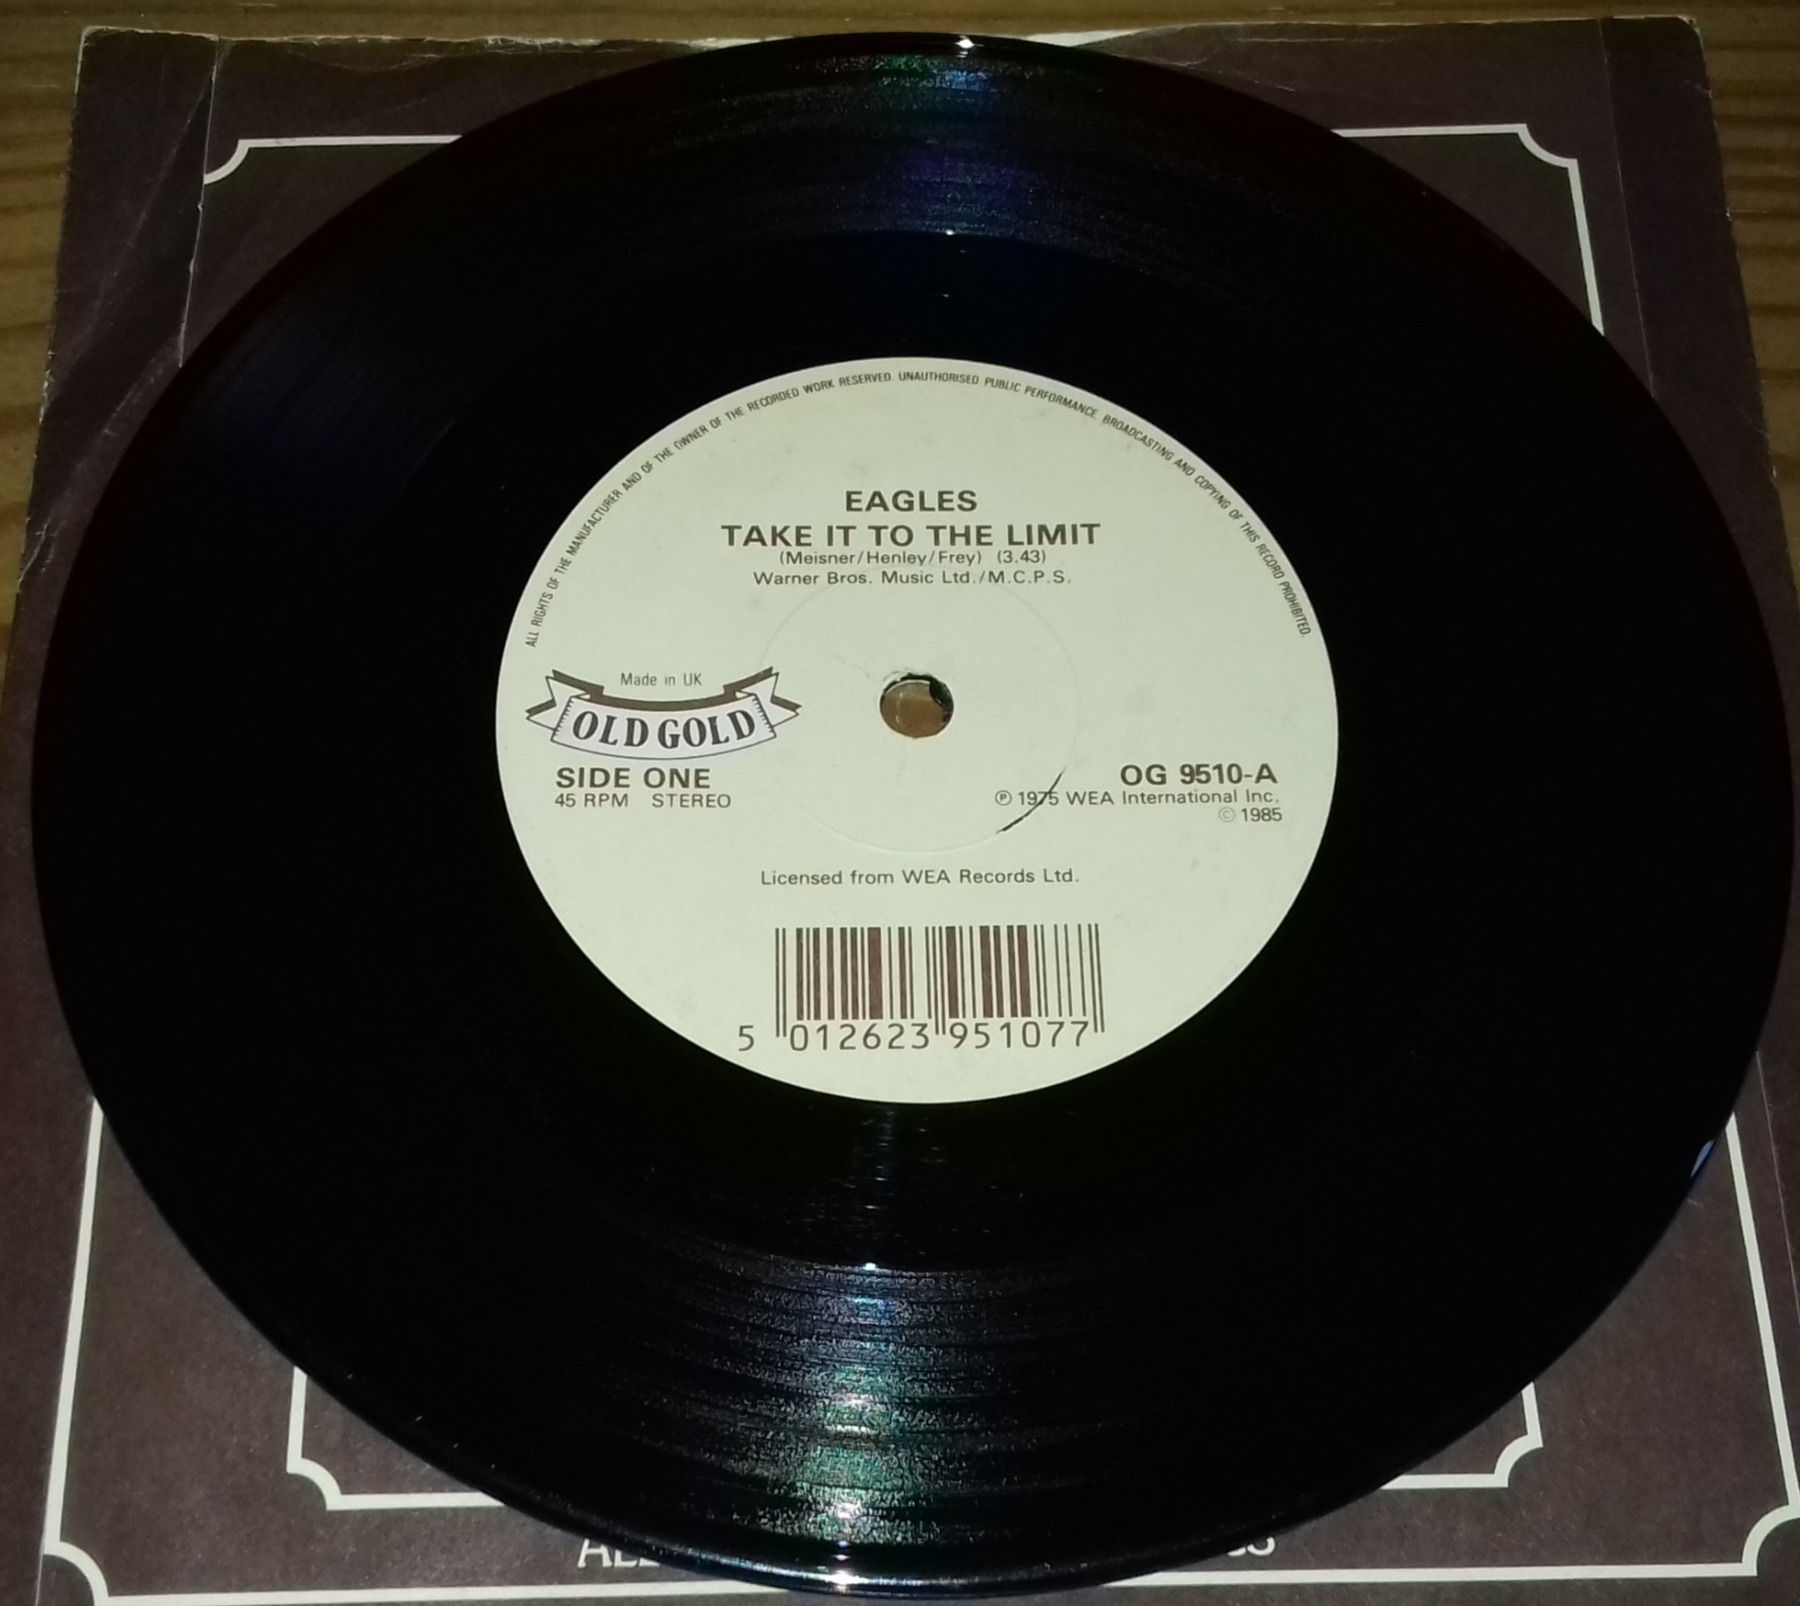 ALL RIGHTS OF THE MANUFACTURER AND OF THE OWNER OF THE RECORDED WORK RESERVED. UNAUTHORISED PUBLIC PERFORMANCE. BROADCASTING AND COPYING OF THIS RECORD PROHIBITED.
EAGLES
TAKE IT TO THE LIMIT
(Meisner/Henley/Frey) (3.43)
Warner Bros. Music Ltd./M.C.P.S.
Made in UK
OLD GOLD
SIDE ONE
45 RPM STEREO
OG 9510-A
℗ 1975 WEA International Inc.
© 1985
Licensed from WEA Records Ltd.
5 012623 951077